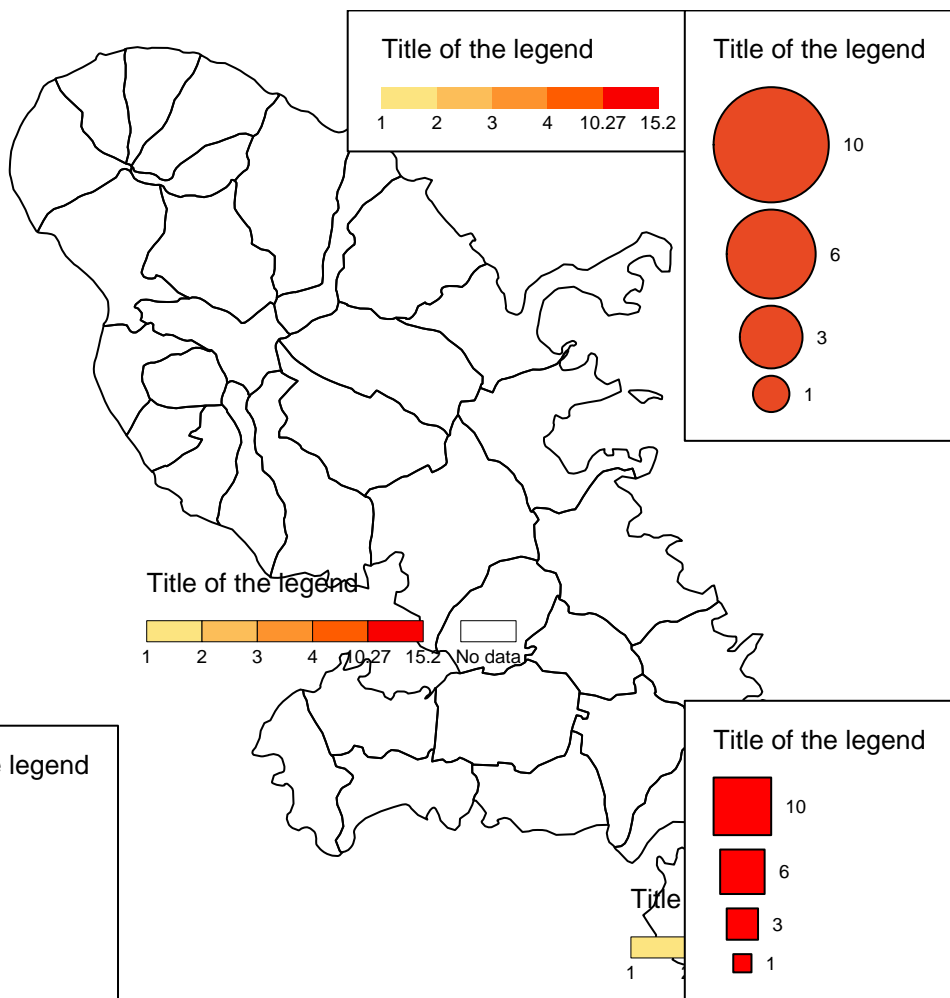 Title of the legend
1 2 3 4 10.27 15.2
Title of the legend
10
6
3
1
Title of the legend
1 2 3 4 10.27 15.2 No data
legend
Title of the legend
10
6
3
1
Title
1